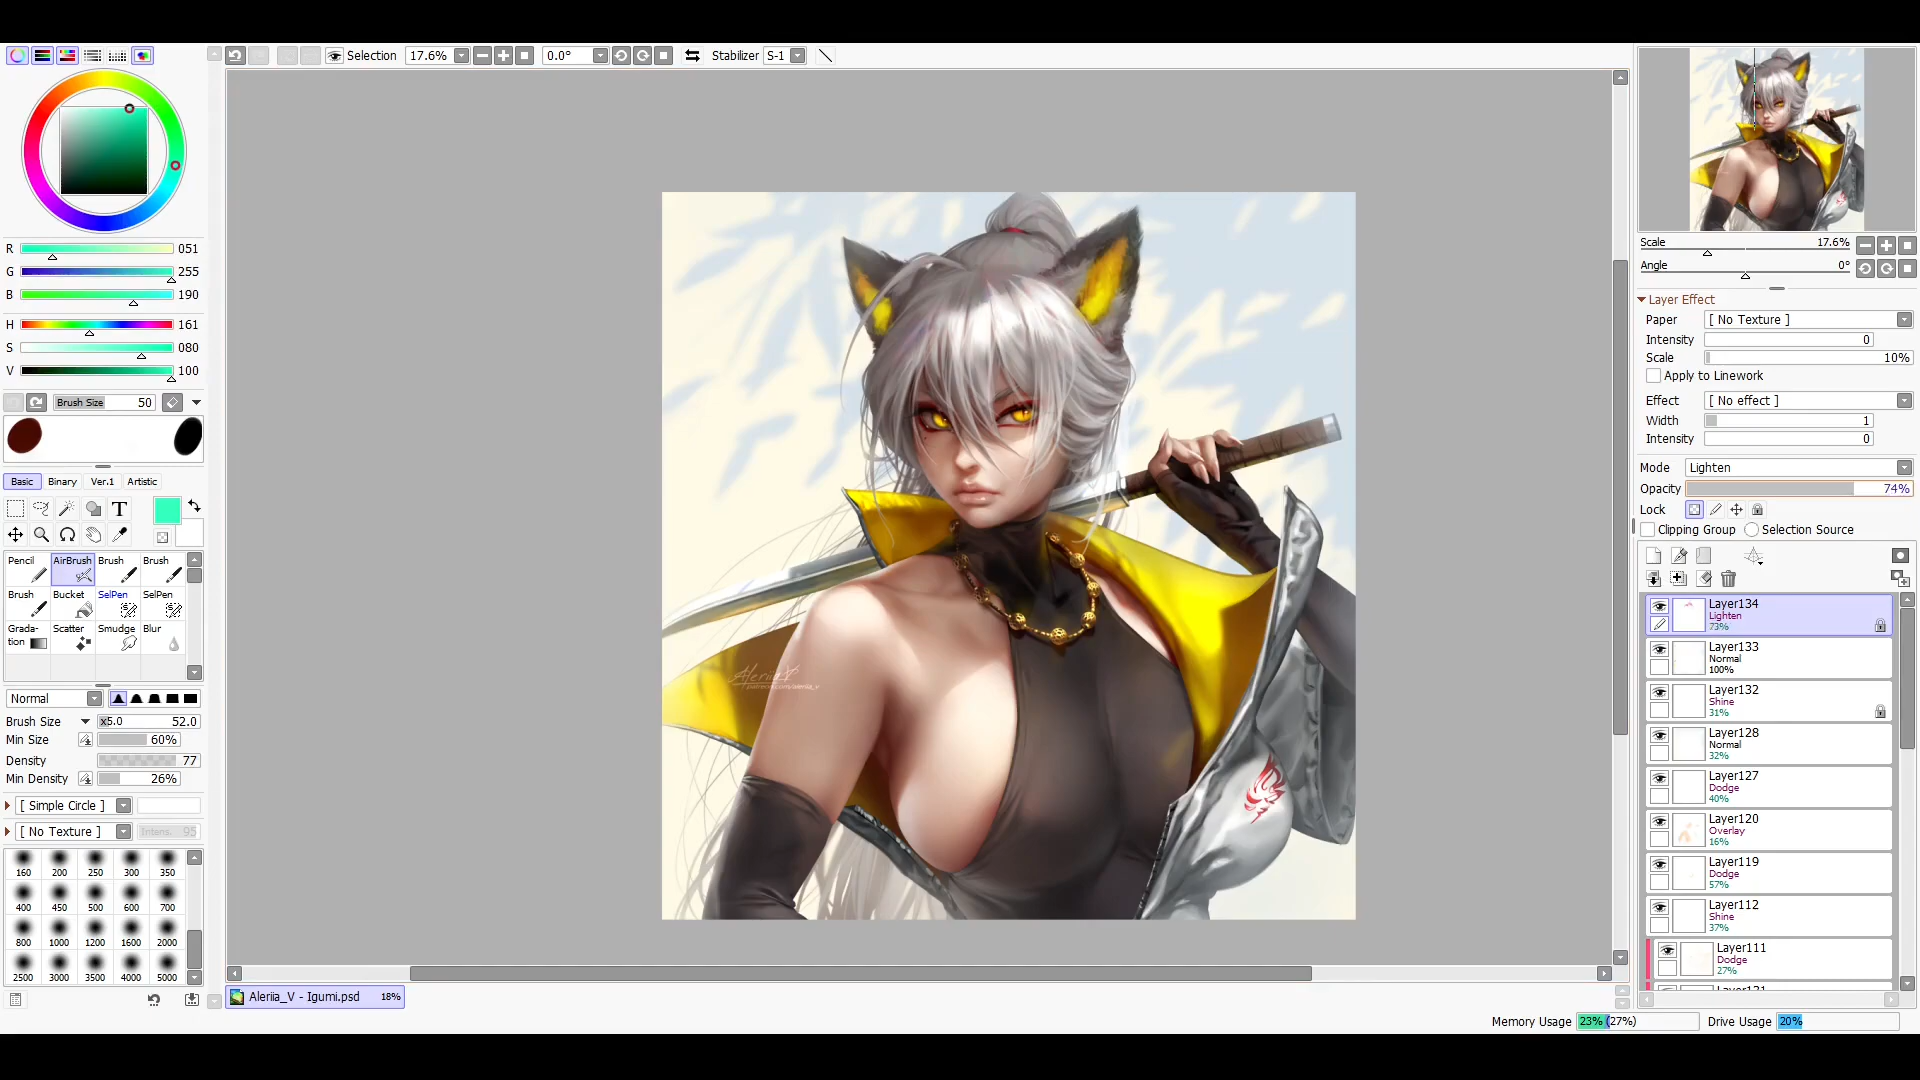 Selection 17.6% 0.0° Stabilizer S-1
R 051
G 255
B 190
H 161
S 080
V 100
Brush Size 50
Basic Binary Ver.1 Artistic
T
Pencil AirBrush Brush Brush
Brush Bucket SelPen SelPen
Grada- Scatter Smudge Blur
tion
Normal
Brush Size x5.0 52.0
Min Size 60%
Density 77
Min Density 26%
[ Simple Circle ]
[ No Texture ] Intens. 95
160 200 250 300 350
400 450 500 600 700
800 1000 1200 1600 2000
2500 3000 3500 4000 5000
AleriiaV
Aleriia_V - Igumi.psd 18%
Scale 17.6%
Angle 0°
Layer Effect
Paper [ No Texture ]
Intensity 0
Scale 10%
Apply to Linework
Effect [ No effect ]
Width 1
Intensity 0
Mode Lighten
Opacity 74%
Lock
Clipping Group Selection Source
Layer134
Lighten
73%
Layer133
Normal
100%
Layer132
Shine
31%
Layer128
Normal
32%
Layer127
Dodge
40%
Layer120
Overlay
16%
Layer119
Dodge
57%
Layer112
Shine
37%
Layer111
Dodge
27%
Memory Usage 23% (27%) Drive Usage 20%